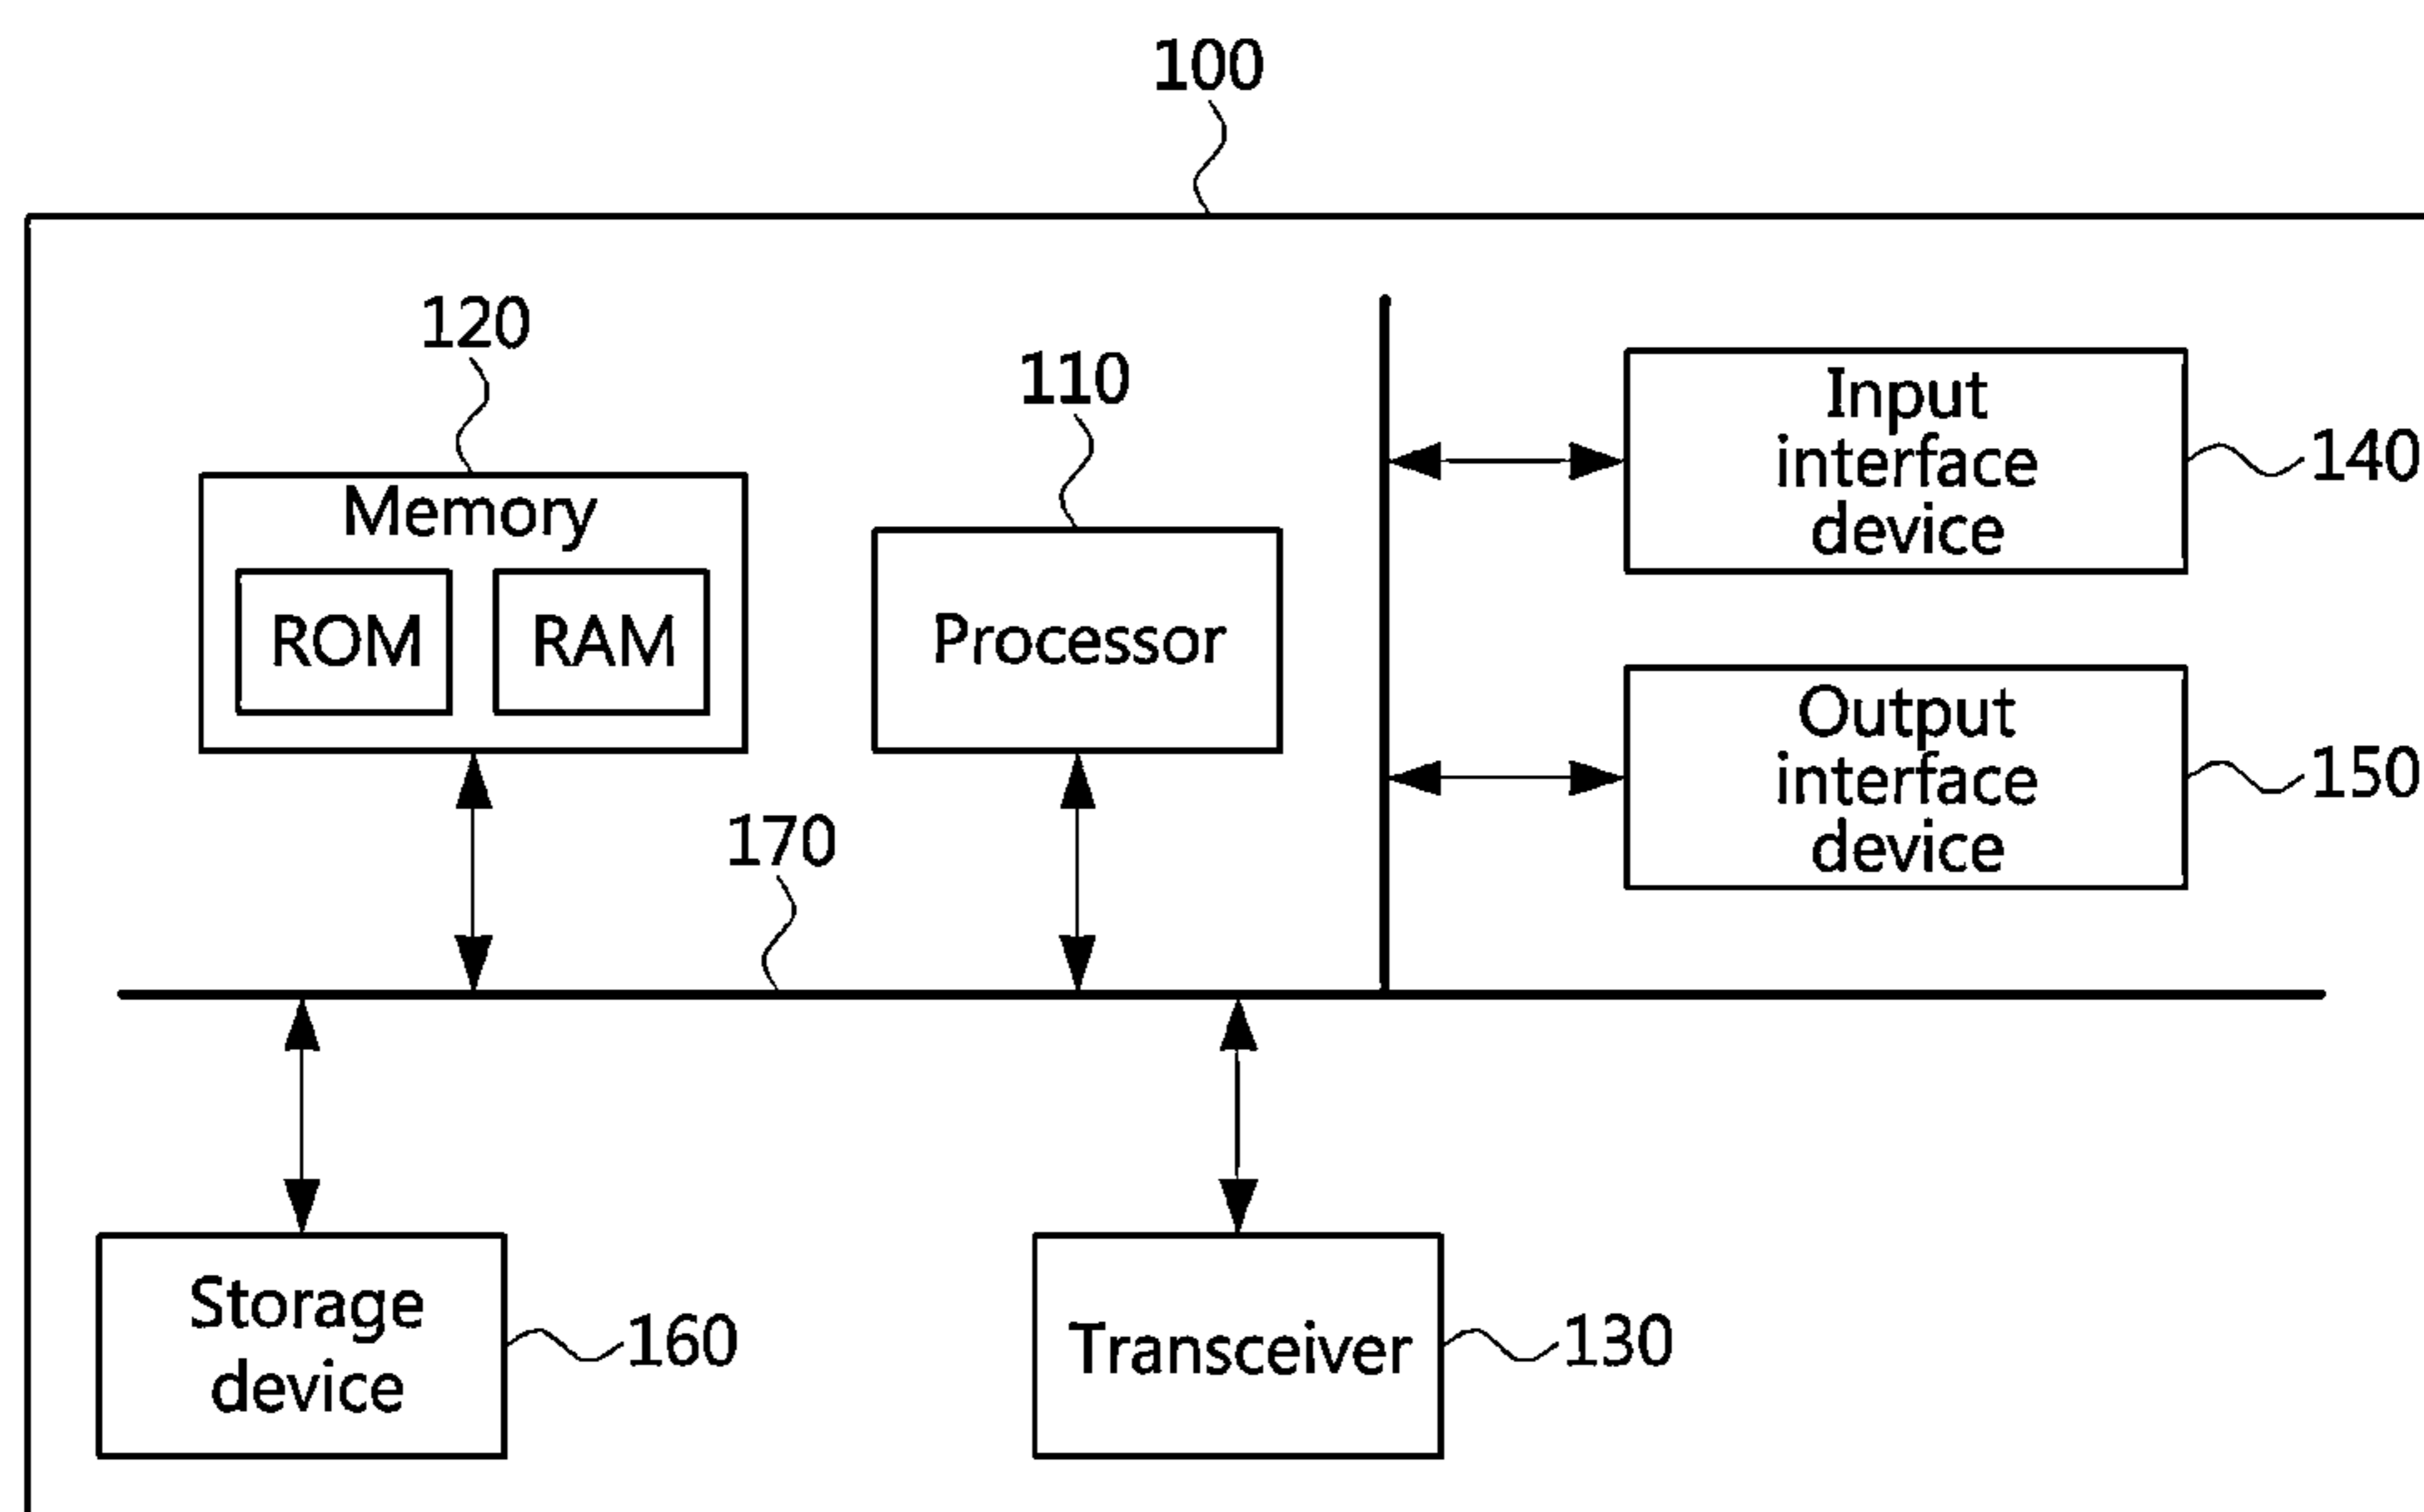 100
120
110
Memory
ROM
RAM
Processor
Input
interface
device
140
Output
interface
device
150
170
Storage
device
160
Transceiver
130